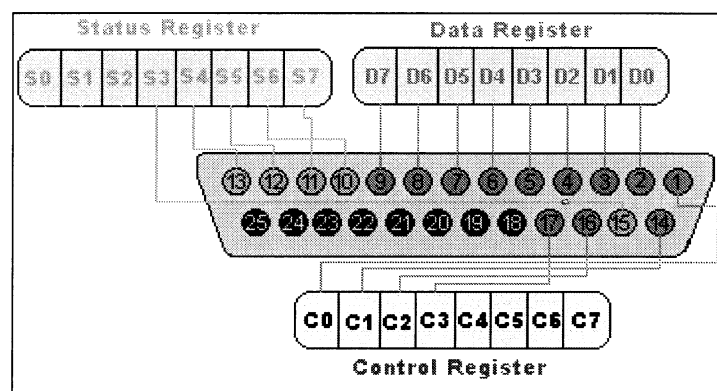 Status Register
Data Register
S0 S1 S2 S3 S4 S5 S6 S7
D7 D6 D5 D4 D3 D2 D1 D0
13 12 11 10 9 8 7 6 5 4 3 2 1
25 24 23 22 21 20 19 18 17 16 15 14
C0 C1 C2 C3 C4 C5 C6 C7
Control Register